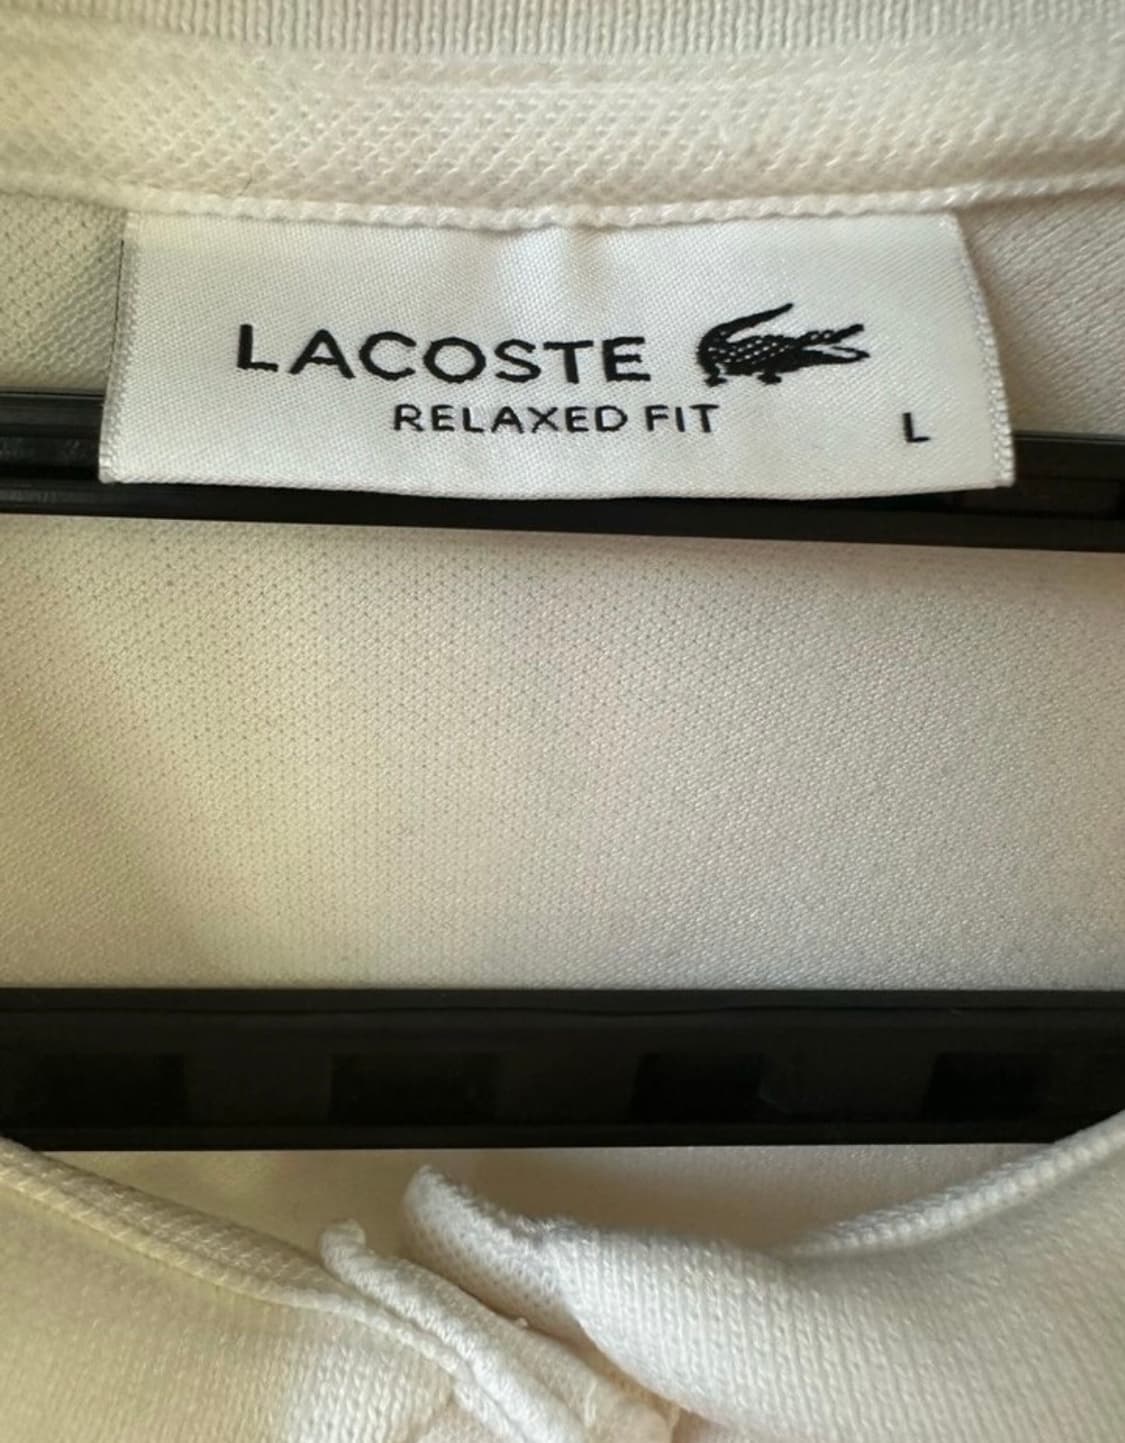 LACOSTE
RELAXED FIT
L